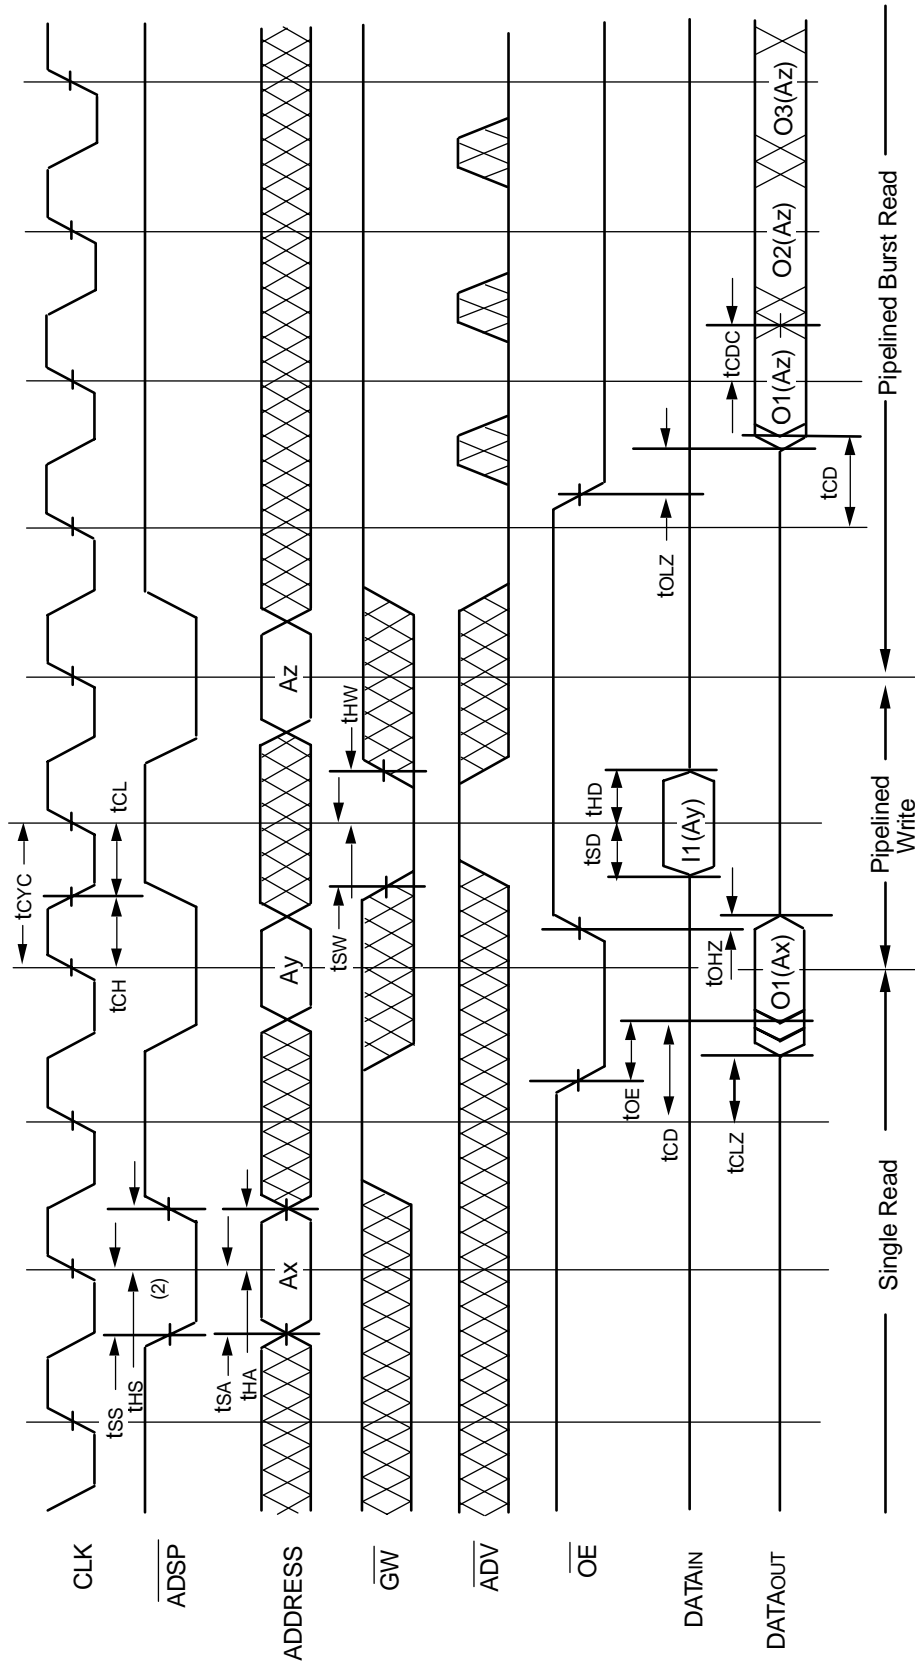 CLK
tCYC
tCH
tCL
ADSP
tSS
tHS
(2)
ADDRESS
tSA
tHA
Ax
Ay
Az
GW
tSW
tHW
ADV
OE
tOE
tOHZ
tOLZ
DATAIN
tCD
tSD
tHD
I1(Ay)
DATAOUT
tCLZ
O1(Ax)
tCD
O1(Az)
tCDC
O2(Az)
O3(Az)
Single Read
Pipelined
Write
Pipelined Burst Read